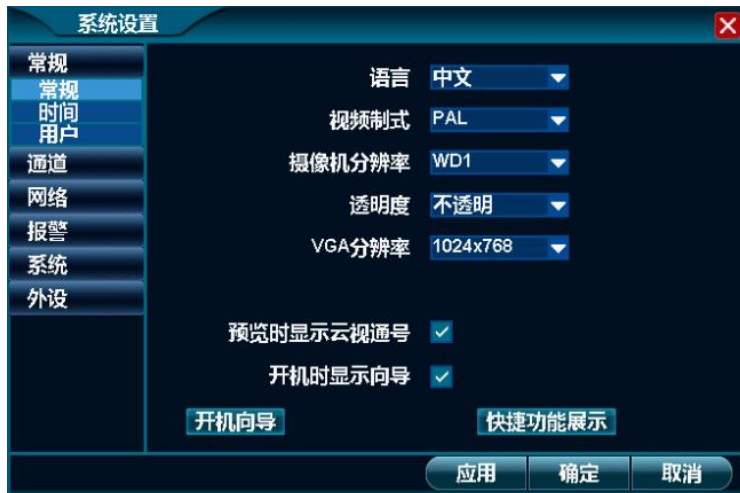 系统设置
常规
常规
时间
用户
通道
网络
报警
系统
外设
语言 中文
视频制式 PAL
摄像机分辨率 WD1
透明度 不透明
VGA分辨率 1024x768
预览时显示云视通号
开机时显示向导
开机向导 快捷功能展示
应用 确定 取消